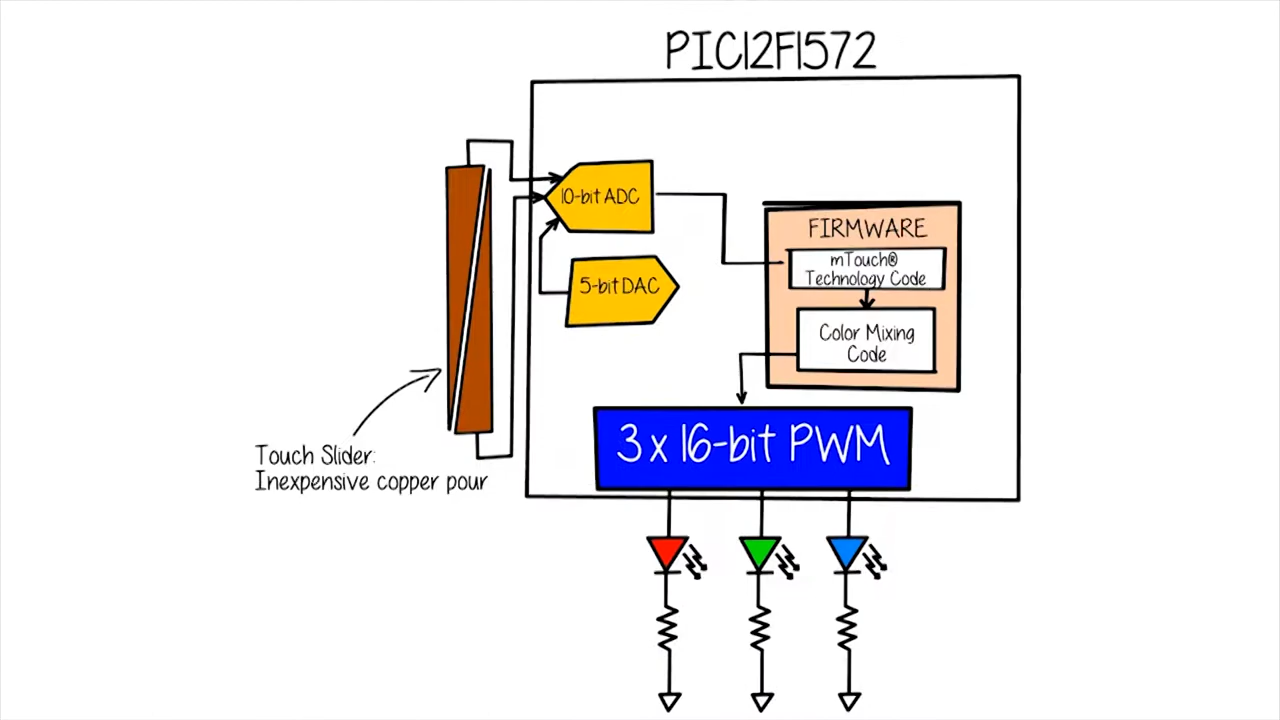 PIC12F1572
10-bit ADC
5-bit DAC
FIRMWARE
mTouch®
Technology Code
Color Mixing
Code
3 x 16-bit PWM
Touch Slider:
Inexpensive copper pour